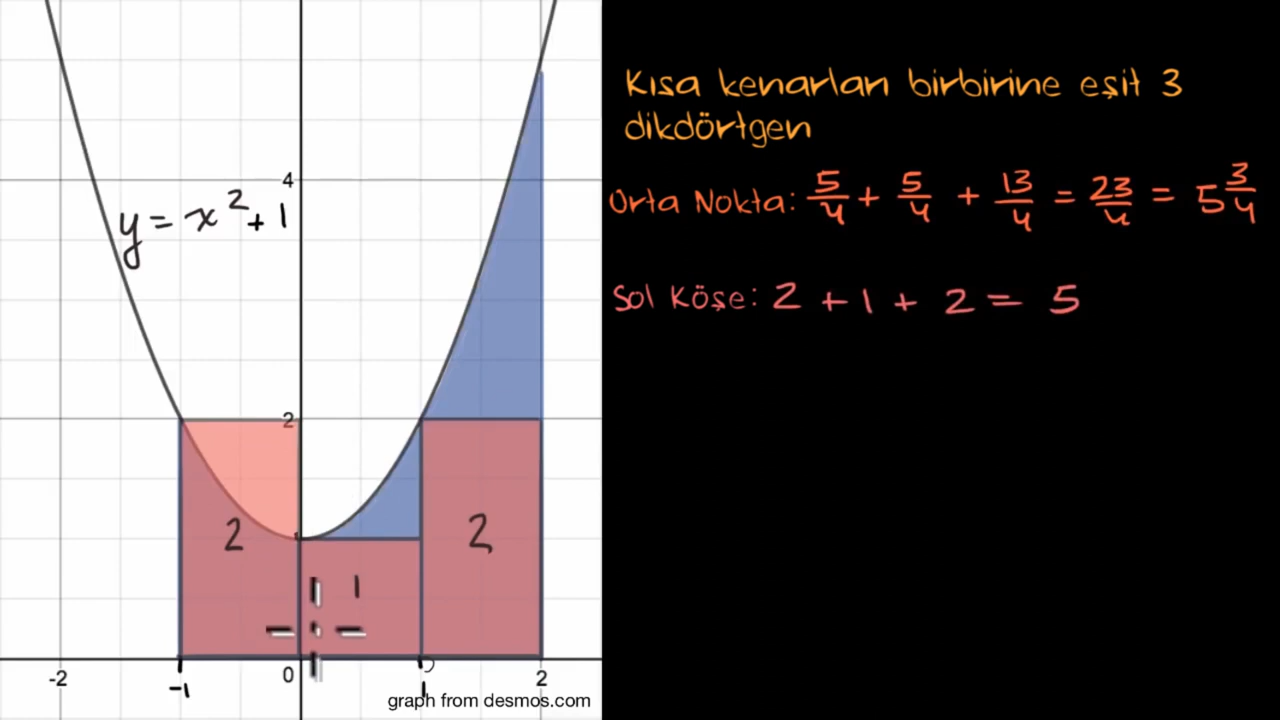 4
y = x² + 1
2
1
2
2
1
-2
-1
0
1
2
graph from desmos.com
Kısa kenarları birbirine eşit 3
dikdörtgen
Orta Nokta: 5/4 + 5/4 + 13/4 = 23/4 = 5 3/4
Sol Köşe: 2 + 1 + 2 = 5